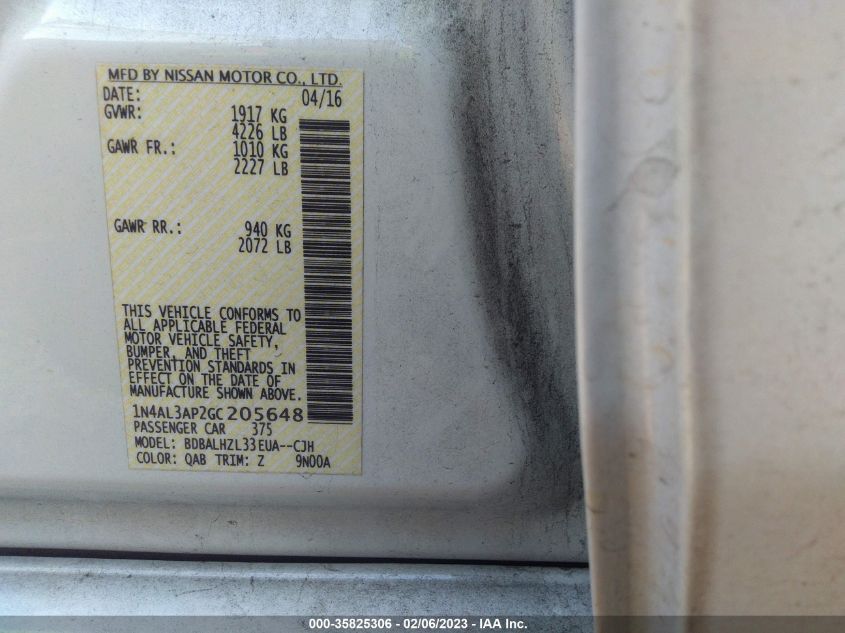 MFD BY NISSAN MOTOR CO., LTD.
DATE: 04/16
GVWR: 1917 KG
4226 LB
GAWR FR.: 1010 KG
2227 LB
GAWR RR.: 940 KG
2072 LB
THIS VEHICLE CONFORMS TO
ALL APPLICABLE FEDERAL
MOTOR VEHICLE SAFETY,
BUMPER, AND THEFT
PREVENTION STANDARDS IN
EFFECT ON THE DATE OF
MANUFACTURE SHOWN ABOVE.
1N4AL3AP2GC205648
PASSENGER CAR 375
MODEL: BDBALHZL33EUA--CJH
COLOR: QAB TRIM: Z 9N00A
000-35825306 - 02/06/2023 - IAA Inc.